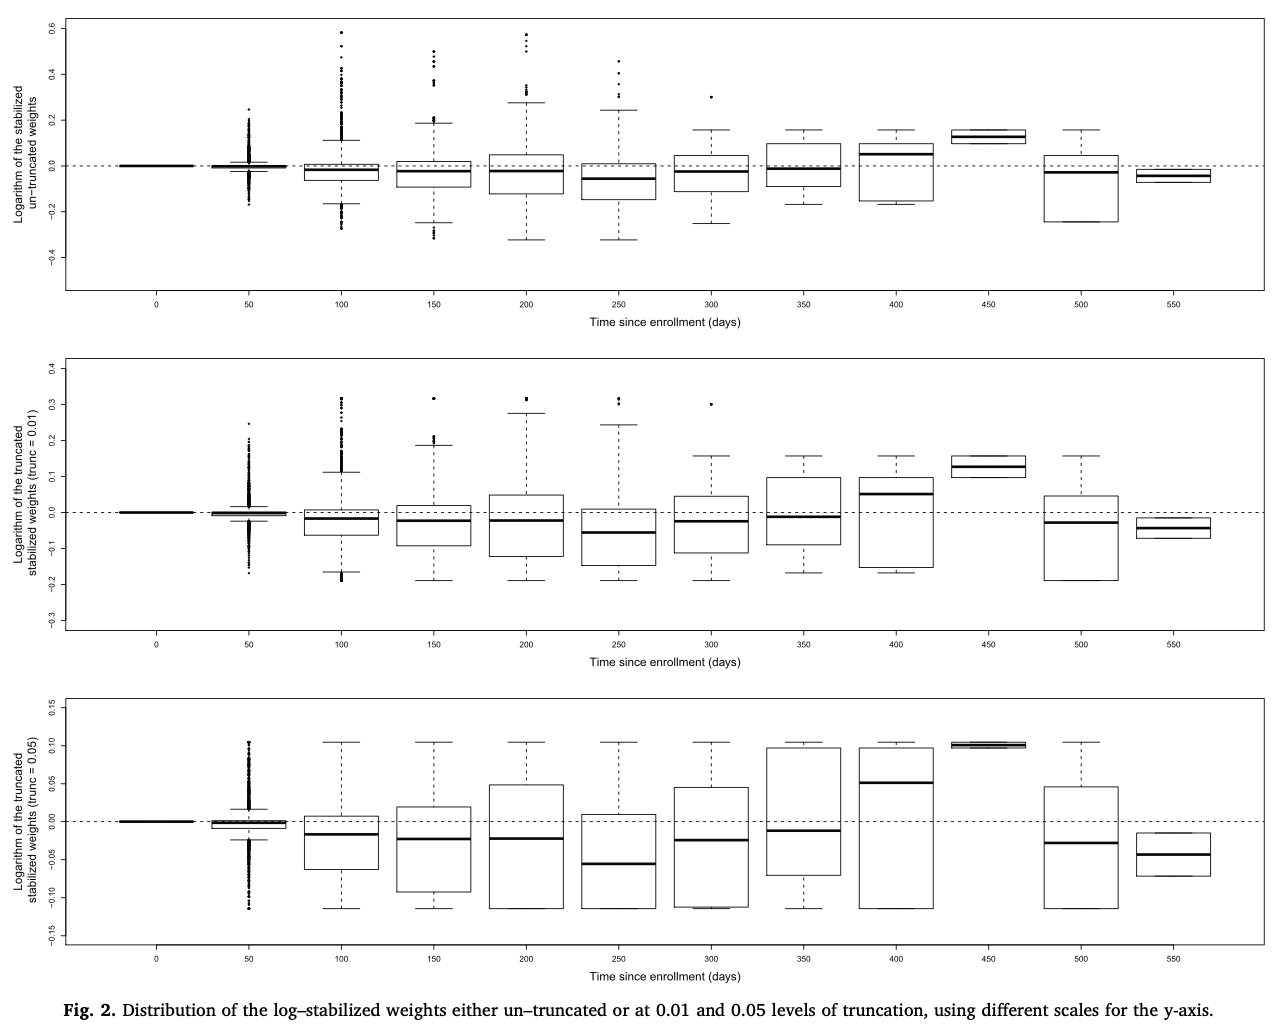 Logarithm of the stabilized
un−truncated weights
0.6
0.4
0.2
0.0
−0.2
−0.4
0 50 100 150 200 250 300 350 400 450 500 550
Time since enrollment (days)
Logarithm of the truncated
stabilized weights (trunc = 0.01)
0.4
0.3
0.2
0.1
0.0
−0.1
−0.2
−0.3
0 50 100 150 200 250 300 350 400 450 500 550
Time since enrollment (days)
Logarithm of the truncated
stabilized weights (trunc = 0.05)
0.15
0.10
0.05
0.00
−0.05
−0.10
−0.15
0 50 100 150 200 250 300 350 400 450 500 550
Time since enrollment (days)
Fig. 2. Distribution of the log–stabilized weights either un–truncated or at 0.01 and 0.05 levels of truncation, using different scales for the y-axis.